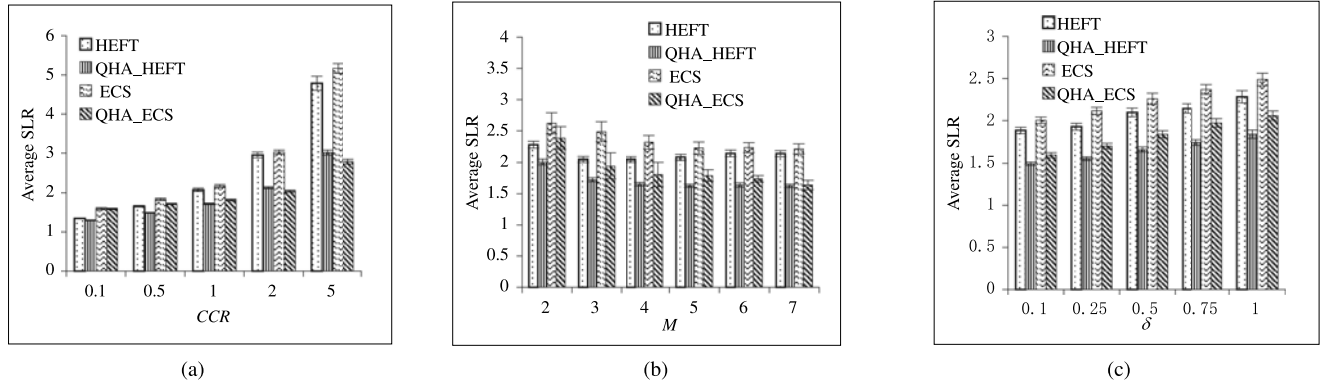 6
5
4
3
2
1
0
Average SLR
HEFT
QHA_HEFT
ECS
QHA_ECS
0.1 0.5 1 2 5
CCR
(a)
4
3.5
3
2.5
2
1.5
1
0.5
0
Average SLR
HEFT
QHA_HEFT
ECS
QHA_ECS
2 3 4 5 6 7
M
(b)
3
2.5
2
1.5
1
0.5
0
Average SLR
HEFT
QHA_HEFT
ECS
QHA_ECS
0.1 0.25 0.5 0.75 1
δ
(c)